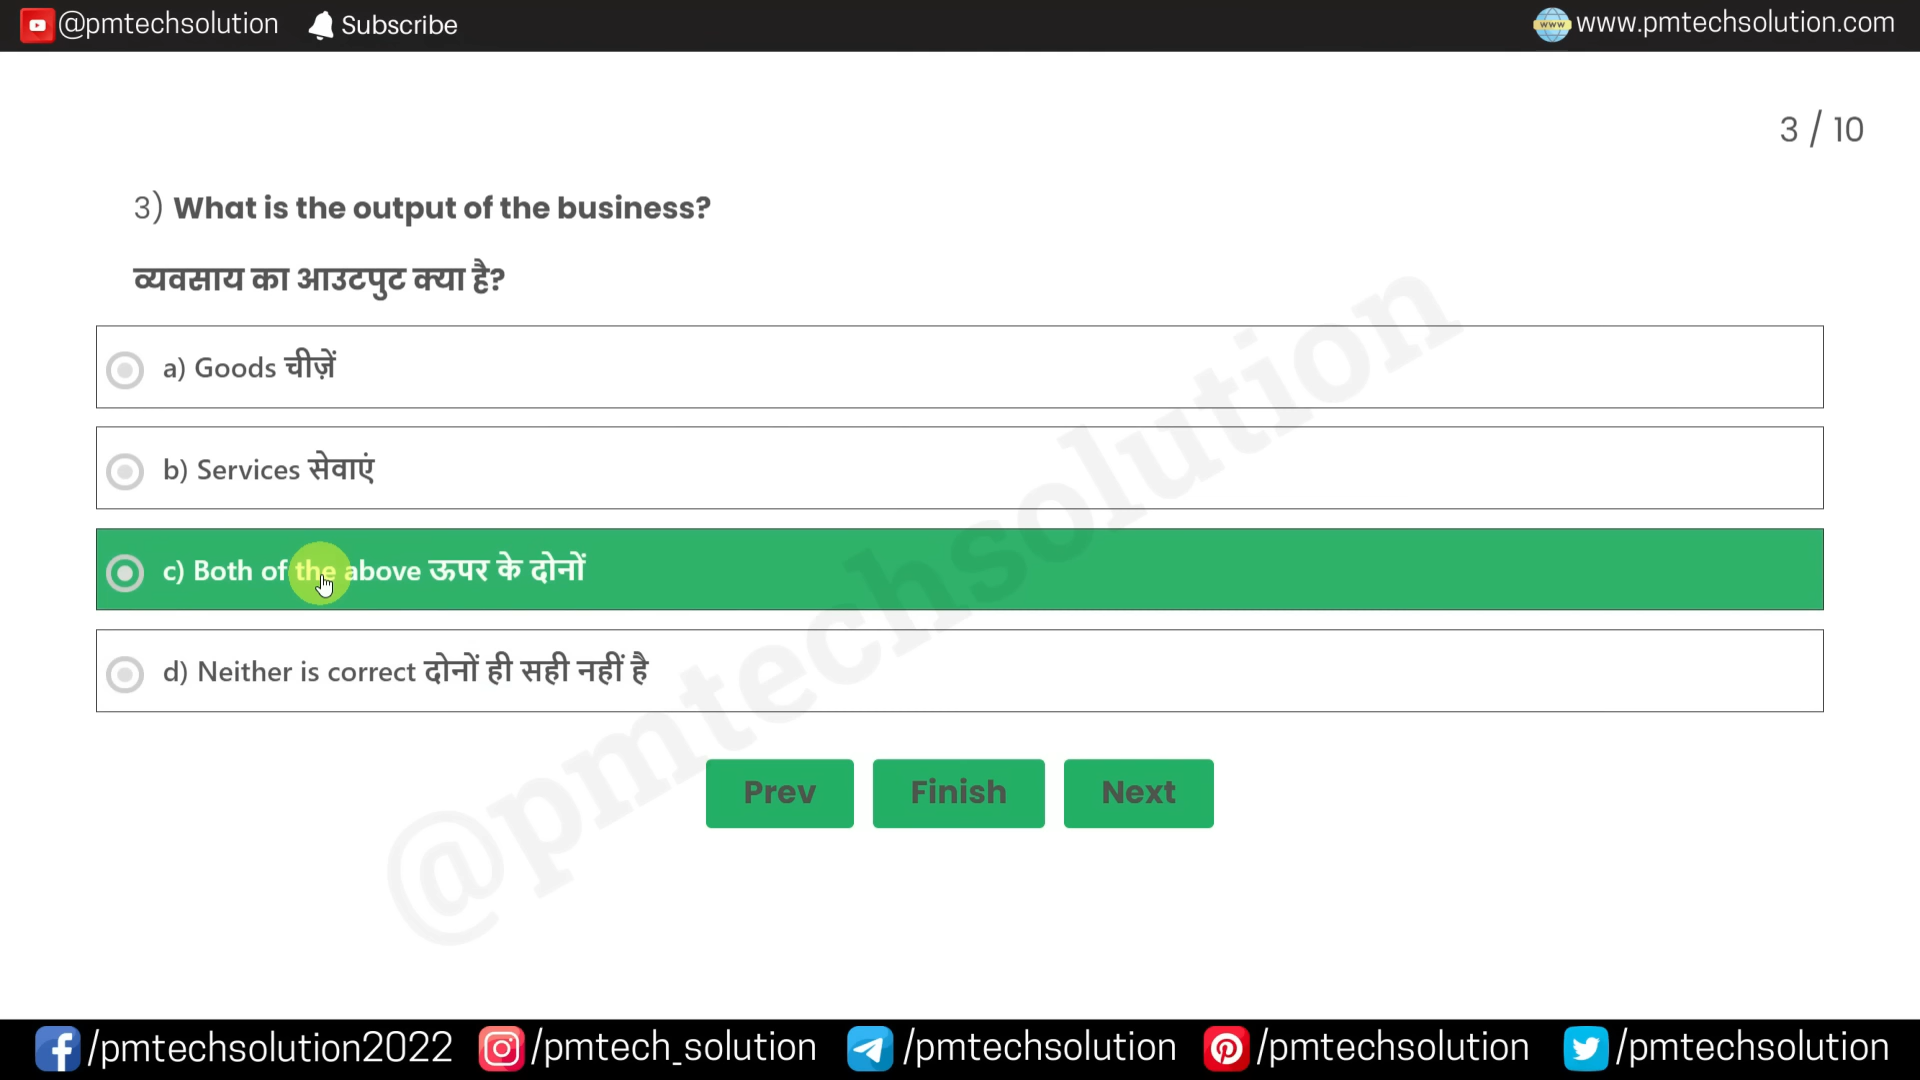 @pmtechsolution Subscribe www.pmtechsolution.com
3 / 10
3) What is the output of the business?
व्यवसाय का आउटपुट क्या है?
a) Goods चीज़ें
b) Services सेवाएं
c) Both of the above ऊपर के दोनों
d) Neither is correct दोनों ही सही नहीं है
@pmtechsolution
Prev Finish Next
/pmtechsolution2022 /pmtech_solution /pmtechsolution /pmtechsolution /pmtechsolution